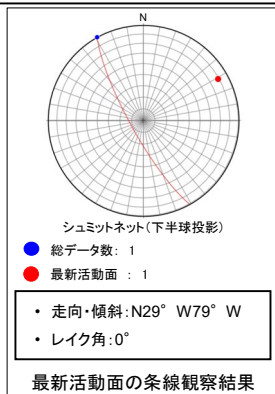 N
シュミットネット(下半球投影)
総データ数: 1
最新活動面 : 1
• 走向・傾斜:N29° W79° W
• レイク角:0°
最新活動面の条線観察結果